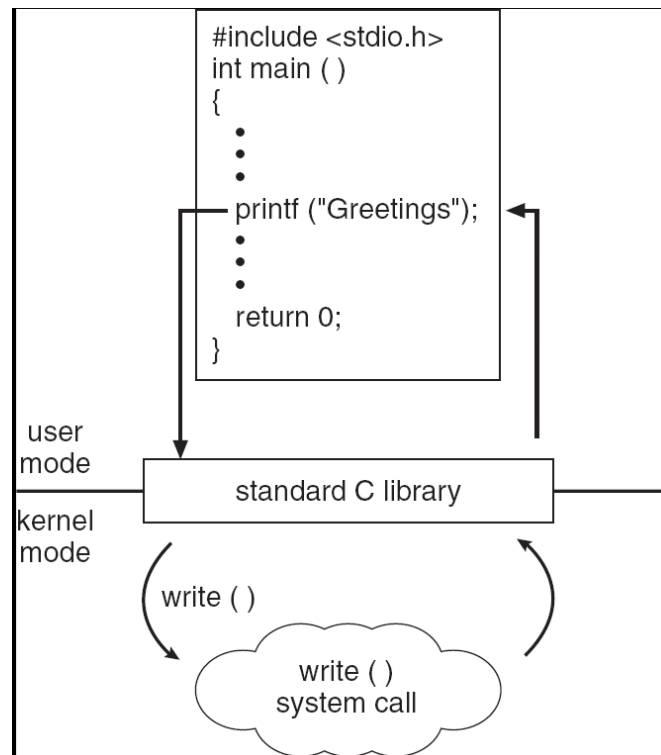 #include <stdio.h>
int main ( )
{
•
•
•
printf ("Greetings");
•
•
•
return 0;
}
user
mode
standard C library
kernel
mode
write ( )
write ( )
system call